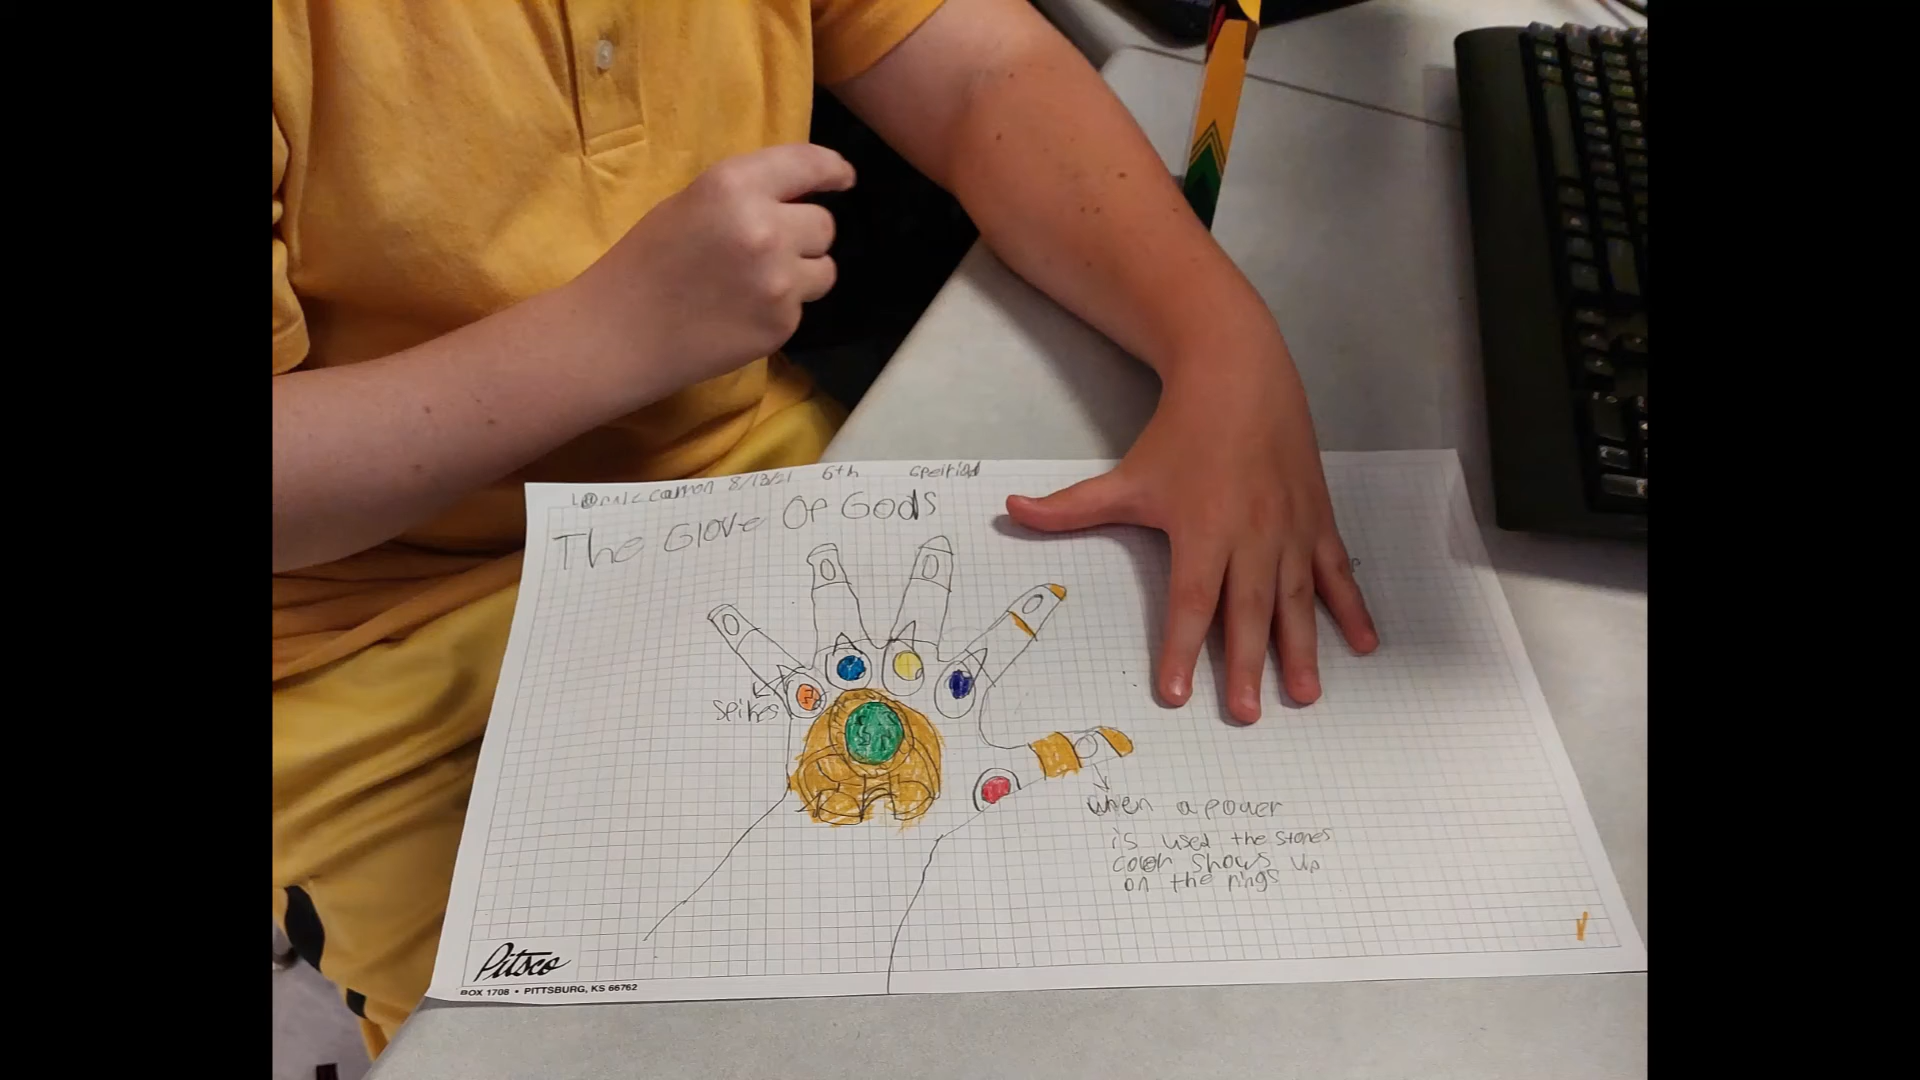 8/13/21 6th
The Glove Of Gods
Spikes
when a power
is used the stones
color shows up
on the rings
Pitsco
BOX 1708 • PITTSBURG, KS 66762